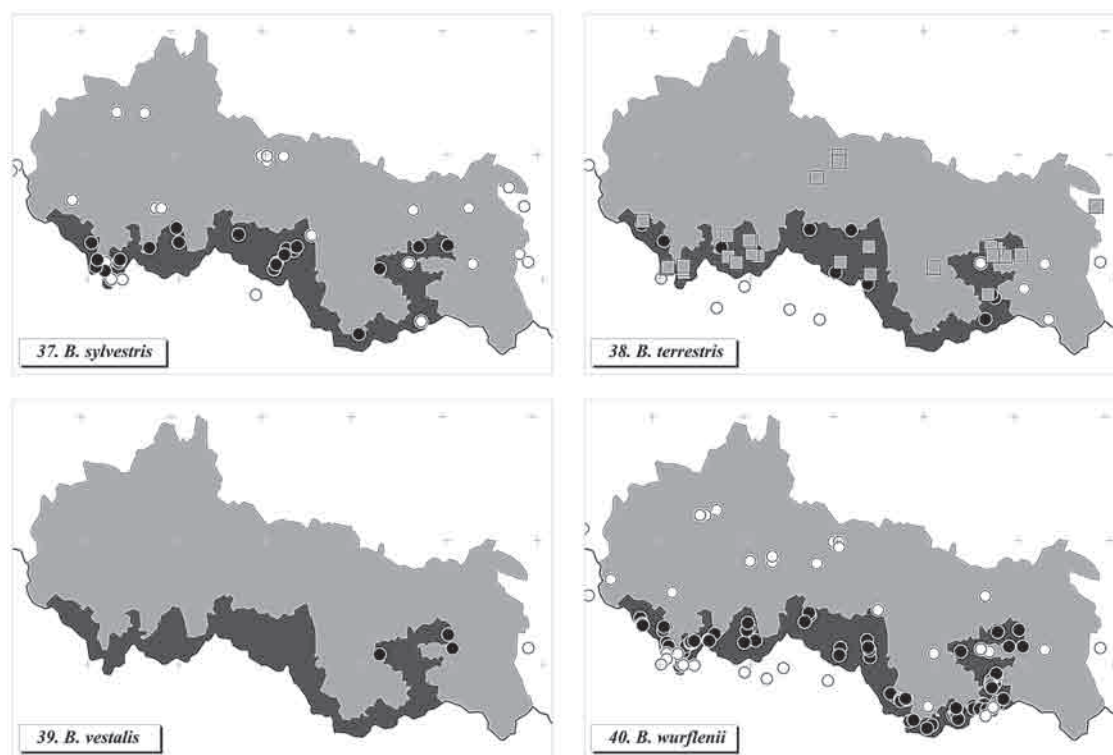 37. B. sylvestris
38. B. terrestris
39. B. vestalis
40. B. wurflenii